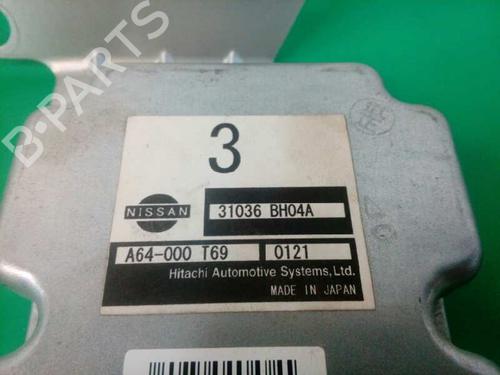 B-PARTS
3
NISSAN
31036 BH04A
A64-000 T69
0121
Hitachi Automotive Systems,Ltd.
MADE IN JAPAN